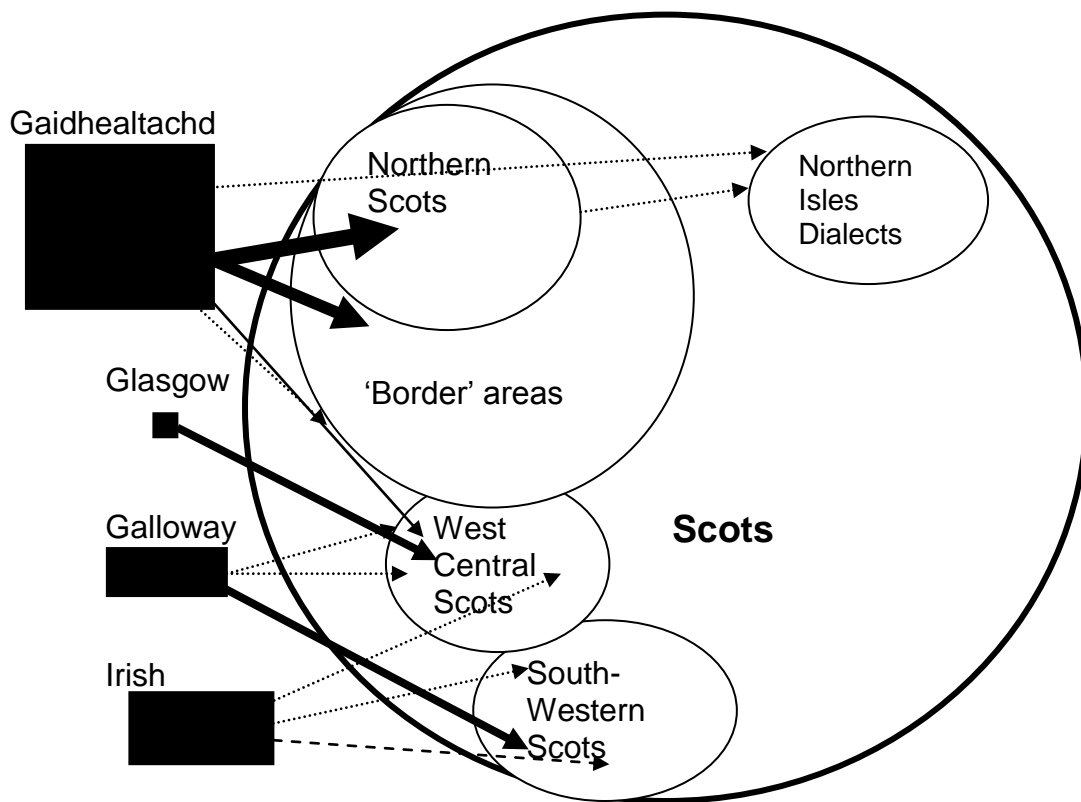 Gaidhealtachd
Northern
Scots
Northern
Isles
Dialects
Glasgow
‘Border’ areas
Galloway
West
Central
Scots
Scots
Irish
South-
Western
Scots